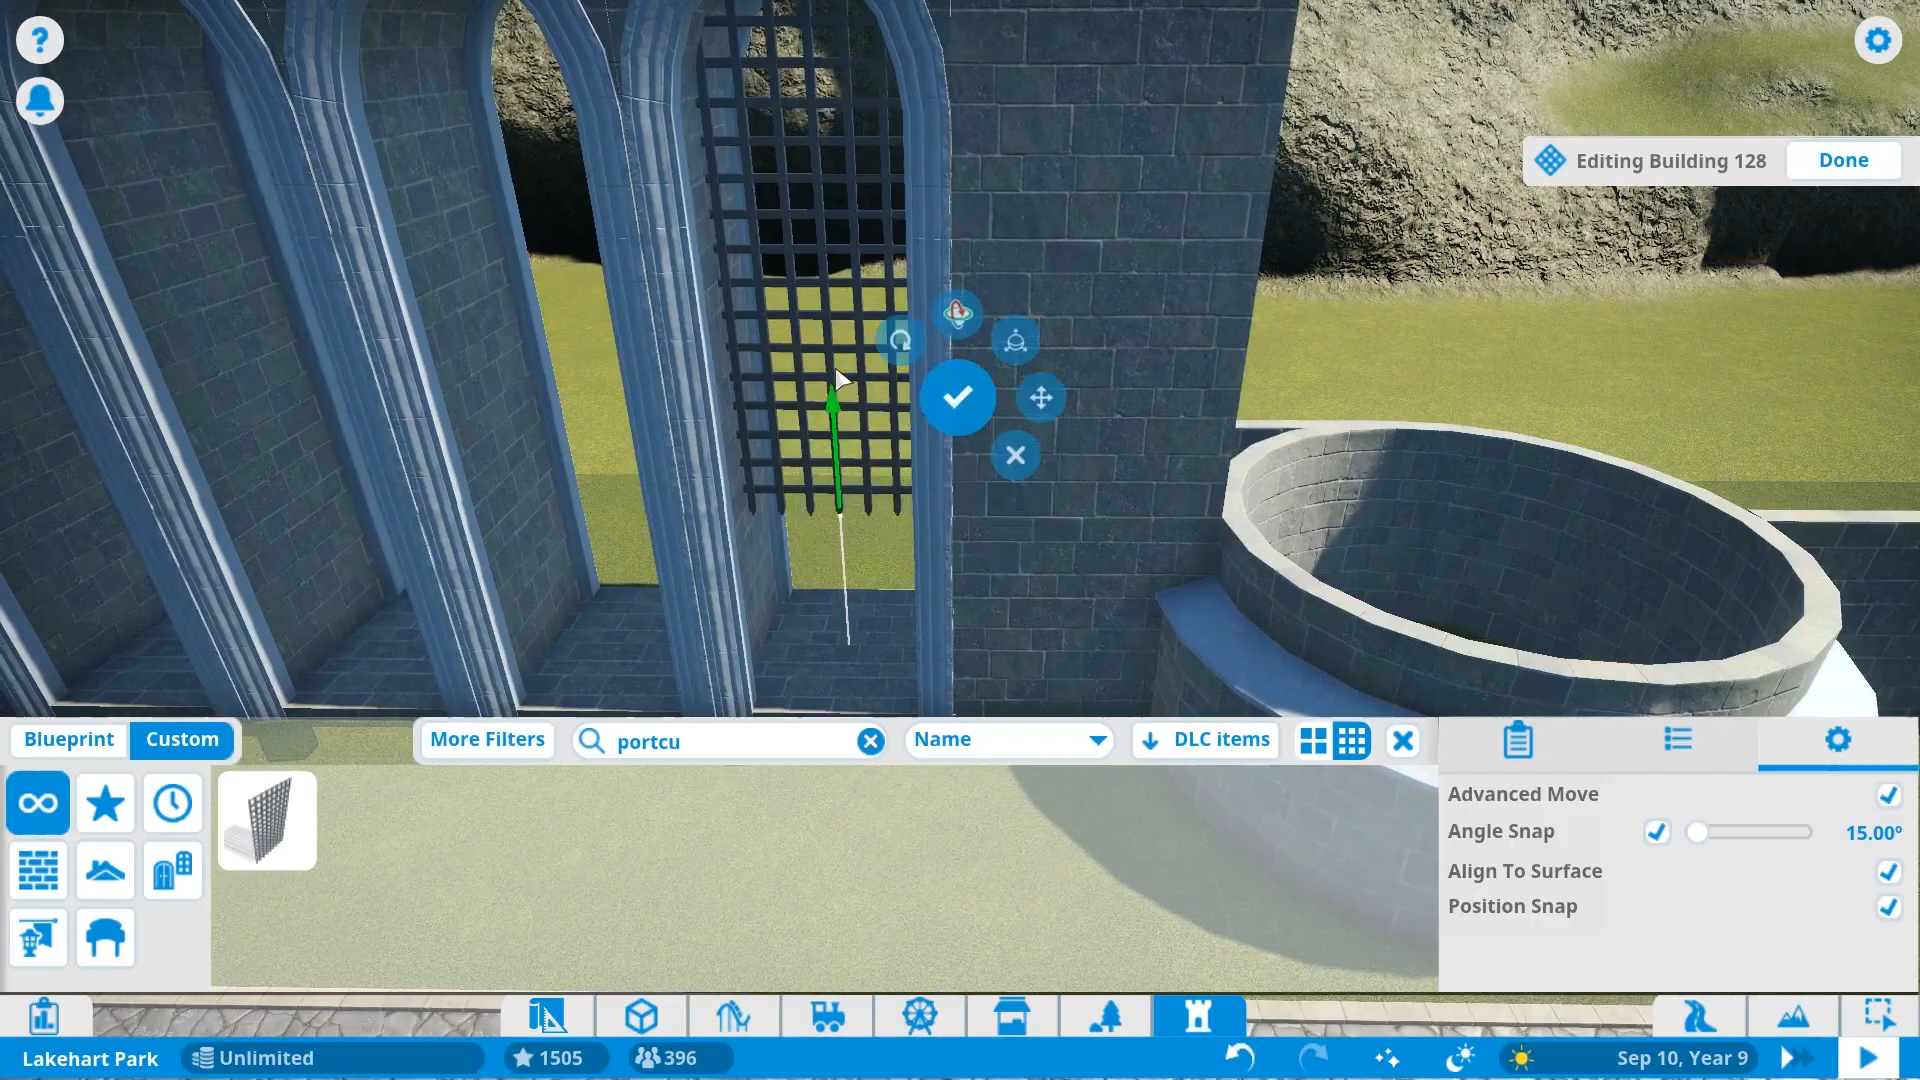 ?
Editing Building 128
Done
Blueprint
Custom
More Filters
portcu
Name
DLC items
Advanced Move
Angle Snap
15.00°
Align To Surface
Position Snap
Lakehart Park
Unlimited
1505
396
Sep 10, Year 9